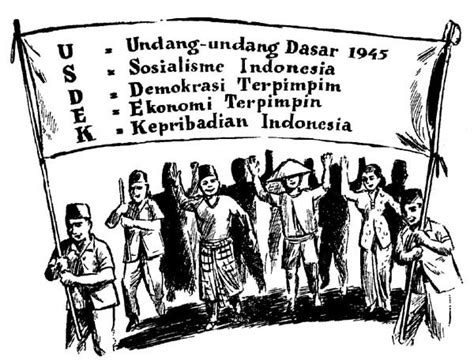 U = Undang-undang Dasar 1945
S = Sosialisme Indonesia
D = Demokrasi Terpimpim
E = Ekonomi Terpimpin
K = Kepribadian Indonesia